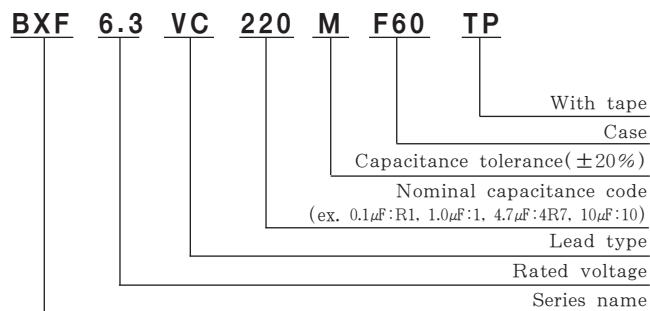 BXF 6.3 VC 220 M F60 TP
With tape
Case
Capacitance tolerance(±20%)
Nominal capacitance code
(ex. 0.1μF:R1, 1.0μF:1, 4.7μF:4R7, 10μF:10)
Lead type
Rated voltage
Series name